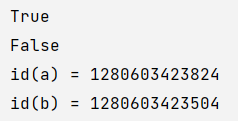 True
False
id(a) = 1280603423824
id(b) = 1280603423504